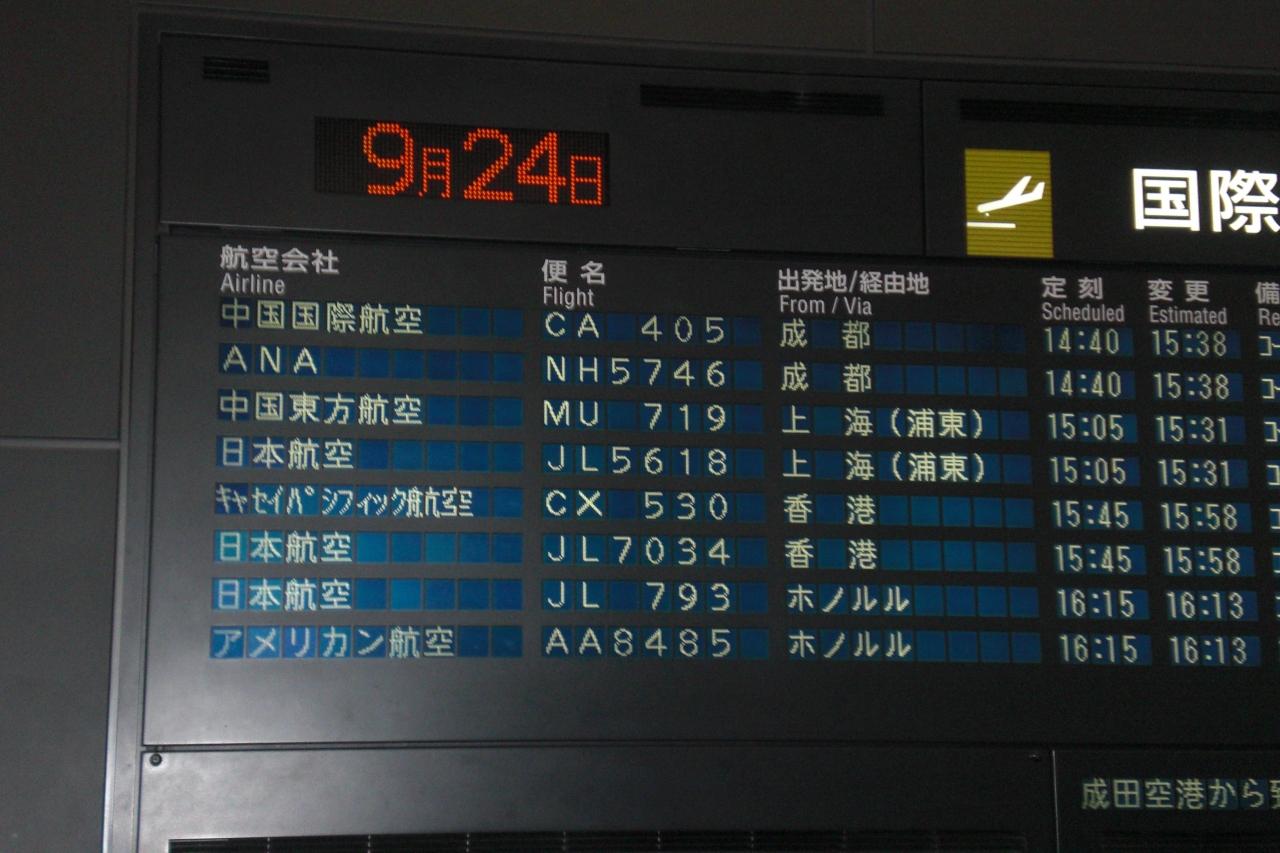 9月24日
国際
航空会社 便名 出発地/経由地 定刻 変更 備
Airline Flight From / Via Scheduled Estimated Re
中国国際航空 CA 405 成 都 14:40 15:38 ｺｰ
ANA NH5746 成 都 14:40 15:38 ｺｰ
中国東方航空 MU 719 上 海(浦東) 15:05 15:31
日本航空 JL5618 上 海(浦東) 15:05 15:31
キャセイパシフィック航空 CX 530 香 港 15:45 15:58
日本航空 JL7034 香 港 15:45 15:58
日本航空 JL 793 ホノルル 16:15 16:13
アメリカン航空 AA8485 ホノルル 16:15 16:13
成田空港から